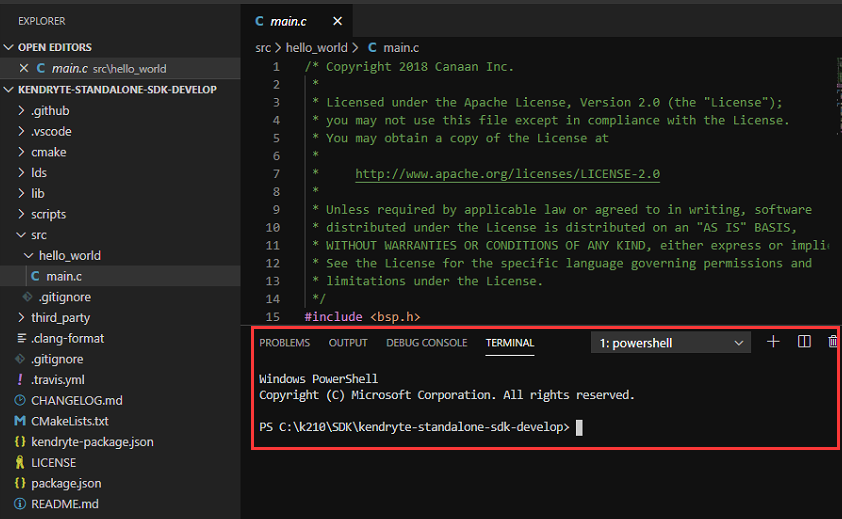 EXPLORER
OPEN EDITORS
main.c src\hello_world
KENDRYTE-STANDALONE-SDK-DEVELOP
.github
.vscode
cmake
lds
lib
scripts
src
hello_world
C main.c
.gitignore
third_party
.clang-format
.gitignore
.travis.yml
CHANGELOG.md
CMakeLists.txt
kendryte-package.json
LICENSE
package.json
README.md
C main.c
src > hello_world > C main.c
1 /* Copyright 2018 Canaan Inc.
2 *
3 * Licensed under the Apache License, Version 2.0 (the "License");
4 * you may not use this file except in compliance with the License.
5 * You may obtain a copy of the License at
6 *
7 * http://www.apache.org/licenses/LICENSE-2.0
8 *
9 * Unless required by applicable law or agreed to in writing, software
10 * distributed under the License is distributed on an "AS IS" BASIS,
11 * WITHOUT WARRANTIES OR CONDITIONS OF ANY KIND, either express or implie
12 * See the License for the specific language governing permissions and
13 * limitations under the License.
14 */
15 #include <bsp.h>
PROBLEMS OUTPUT DEBUG CONSOLE TERMINAL 1: powershell
Windows PowerShell
Copyright (C) Microsoft Corporation. All rights reserved.
PS C:\k210\SDK\kendryte-standalone-sdk-develop>